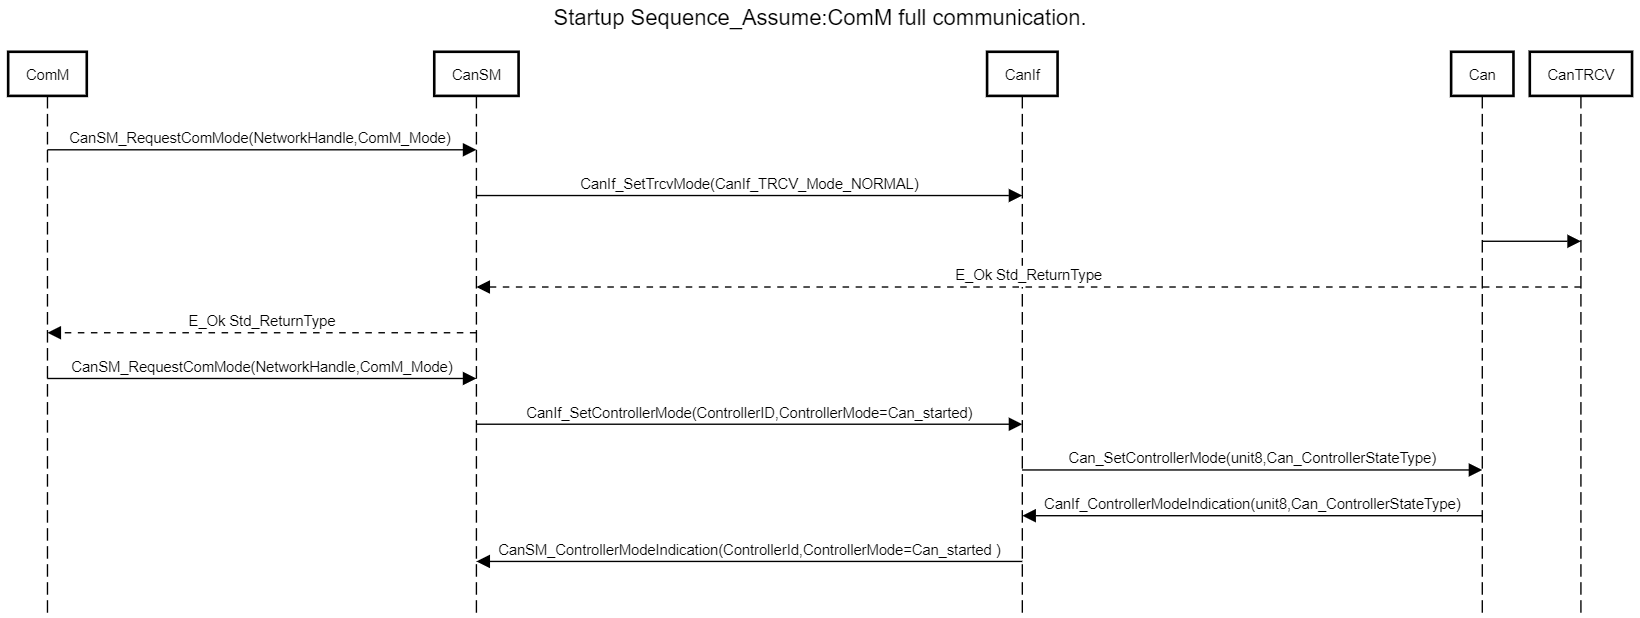 Startup Sequence_Assume:ComM full communication.
ComM
CanSM
CanIf
Can
CanTRCV
CanSM_RequestComMode(NetworkHandle,ComM_Mode)
CanIf_SetTrcvMode(CanIf_TRCV_Mode_NORMAL)
E_Ok Std_ReturnType
E_Ok Std_ReturnType
CanSM_RequestComMode(NetworkHandle,ComM_Mode)
CanIf_SetControllerMode(ControllerID,ControllerMode=Can_started)
Can_SetControllerMode(unit8,Can_ControllerStateType)
CanIf_ControllerModeIndication(unit8,Can_ControllerStateType)
CanSM_ControllerModeIndication(ControllerId,ControllerMode=Can_started )